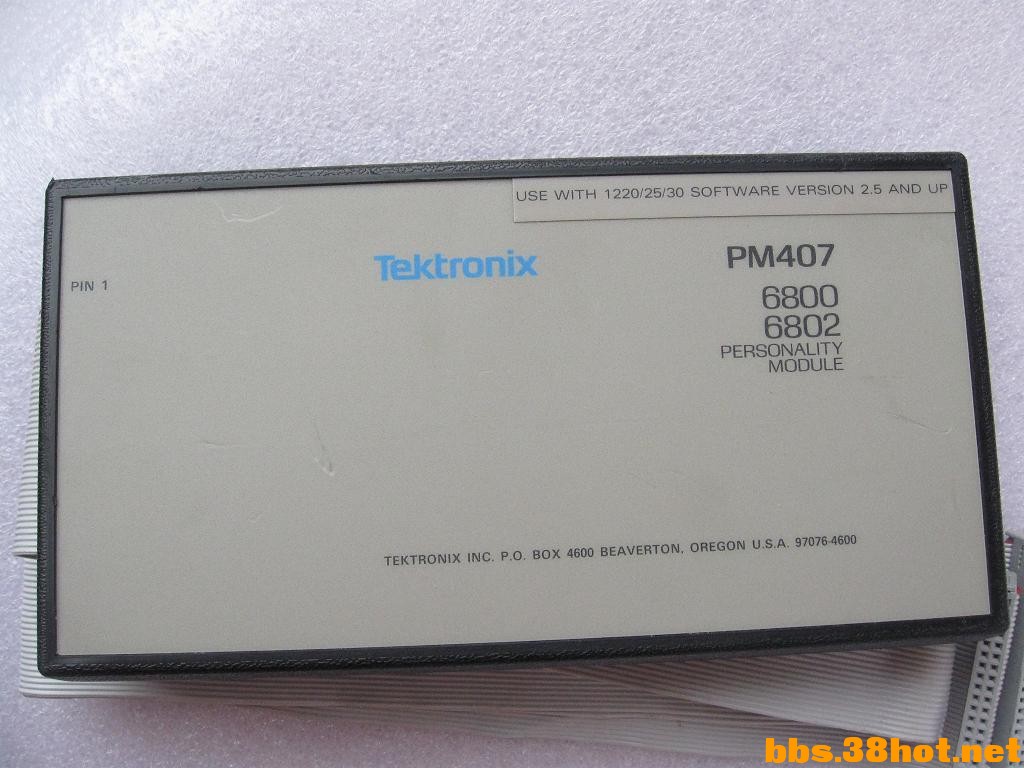 USE WITH 1220/25/30 SOFTWARE VERSION 2.5 AND UP
Tektronix
PM407
PIN 1
6800
6802
PERSONALITY
MODULE
TEKTRONIX INC. P.O. BOX 4600 BEAVERTON, OREGON U.S.A. 97076-4600
bbs.38hot.net